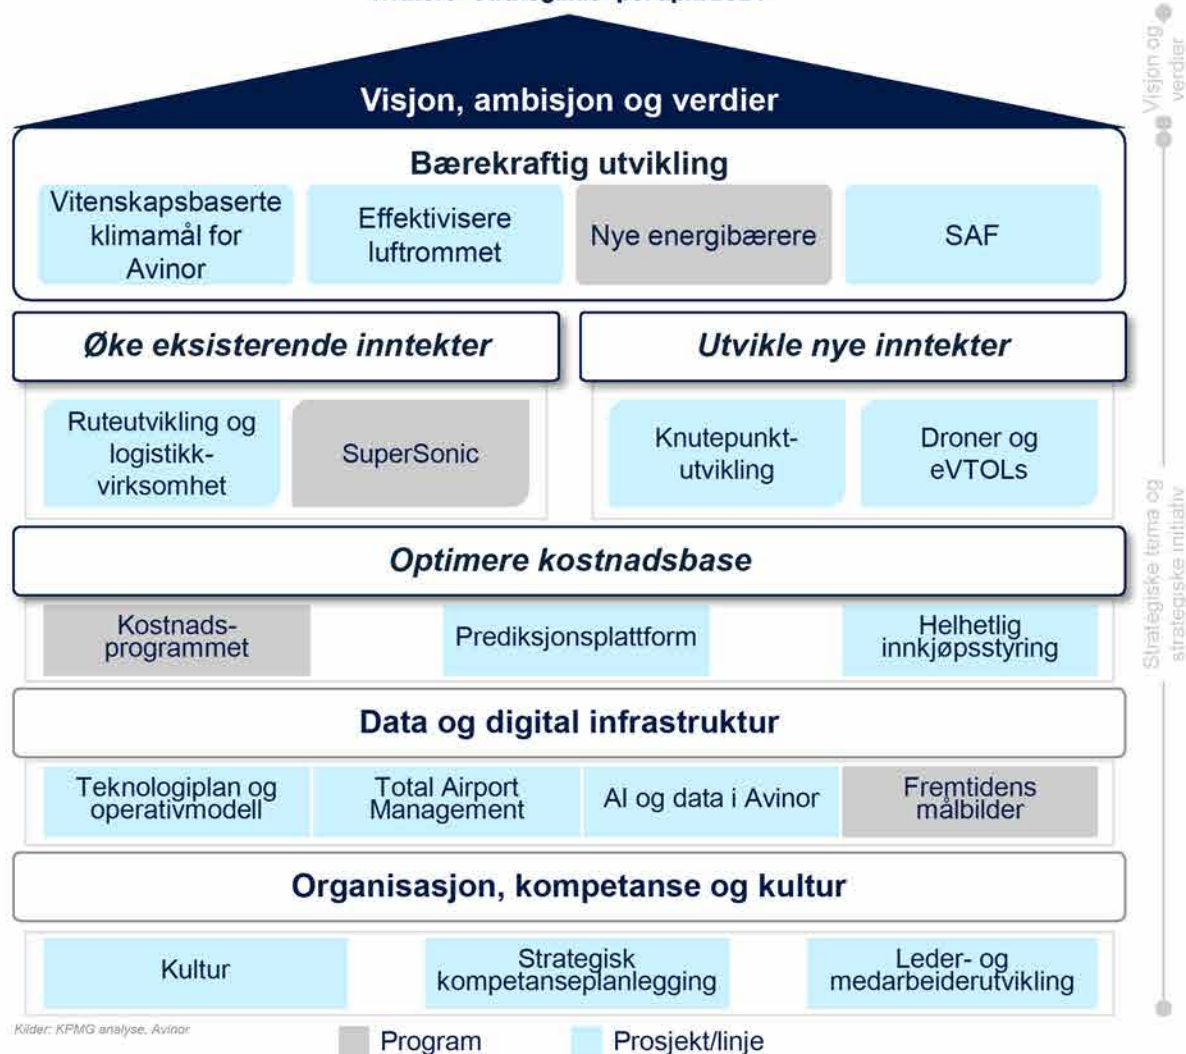 Visjon, ambisjon og verdier
Bærekraftig utvikling
Vitenskapsbaserte
klimamål for
Avinor
Effektivisere
luftrommet
Nye energibærere
SAF
Øke eksisterende inntekter
Utvikle nye inntekter
Ruteutvikling og
logistikk-
virksomhet
SuperSonic
Knutepunkt-
utvikling
Droner og
eVTOLs
Optimere kostnadsbase
Kostnads-
programmet
Prediksjonsplattform
Helhetlig
innkjøpsstyring
Data og digital infrastruktur
Teknologiplan og
operativmodell
Total Airport
Management
AI og data i Avinor
Fremtidens
målbilder
Organisasjon, kompetanse og kultur
Kultur
Strategisk
kompetanseplanlegging
Leder- og
medarbeiderutvikling
Kilder: KPMG analyse, Avinor
Program
Prosjekt/linje
Visjon og
verdier
Strategiske tema og
strategiske initiativ